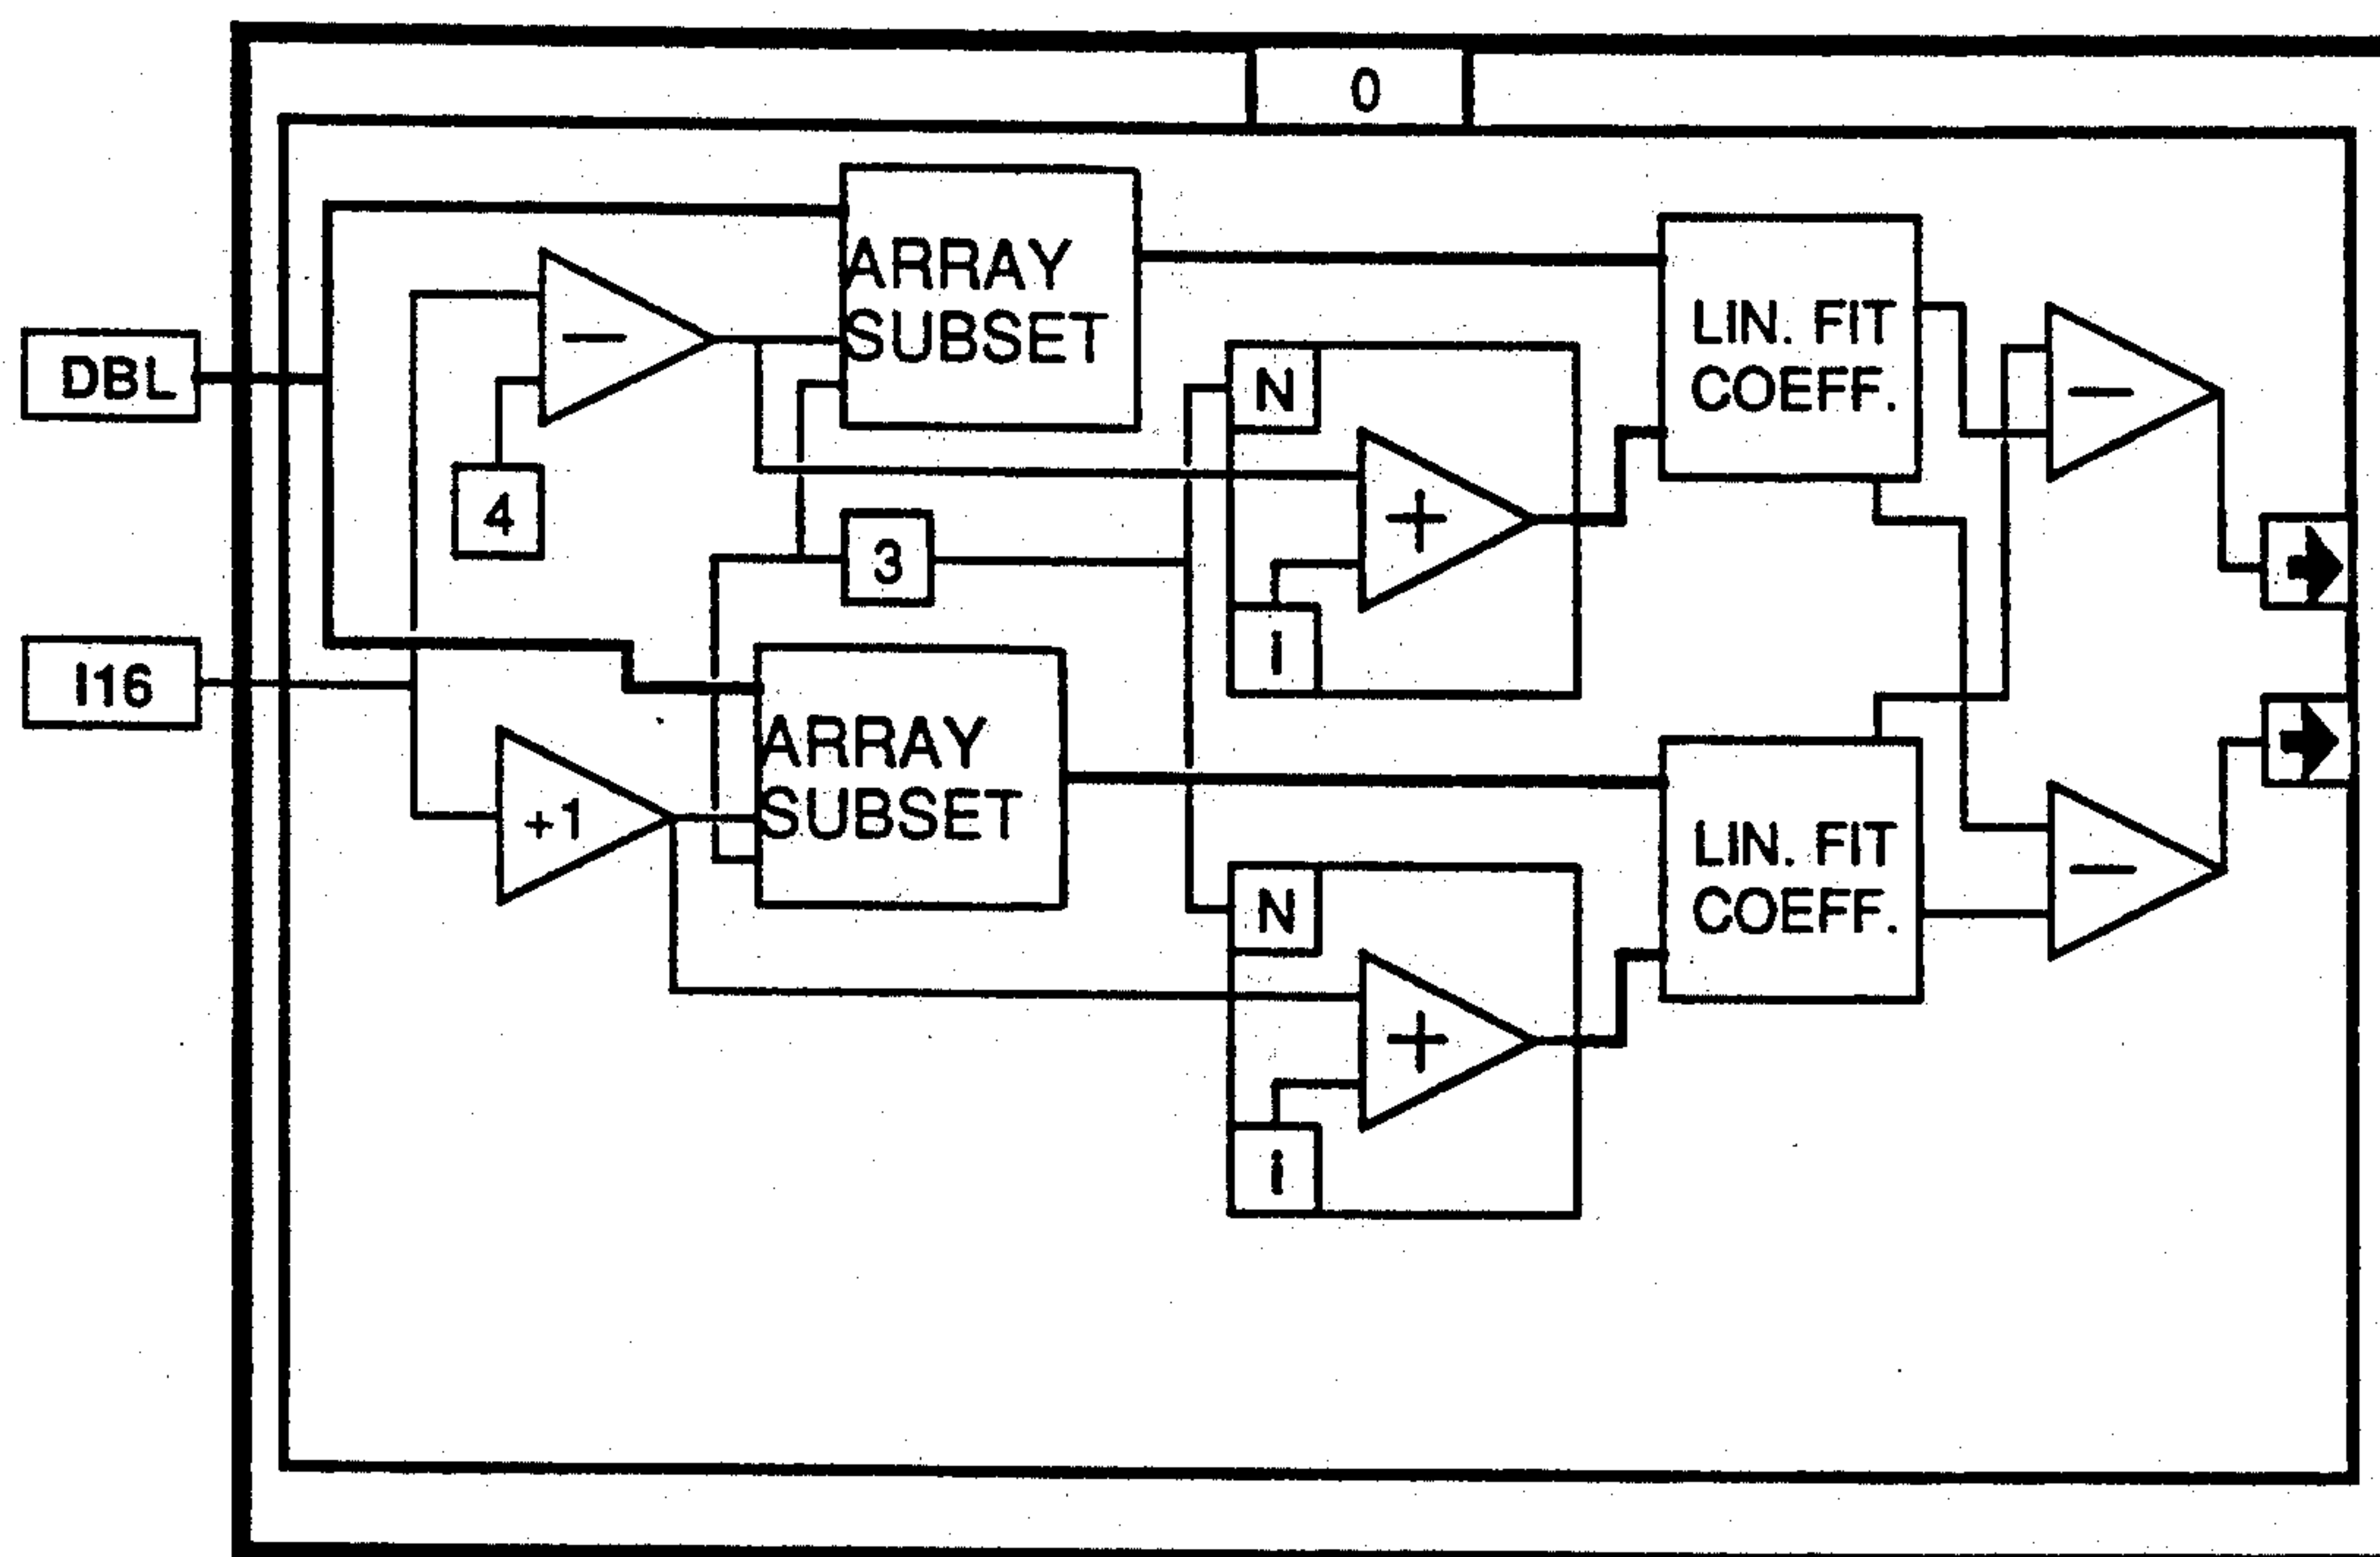 0
ARRAY
SUBSET
DBL
−
4
3
N
+
i
LIN. FIT
COEFF.
−
I16
+1
ARRAY
SUBSET
N
+
i
LIN. FIT
COEFF.
−